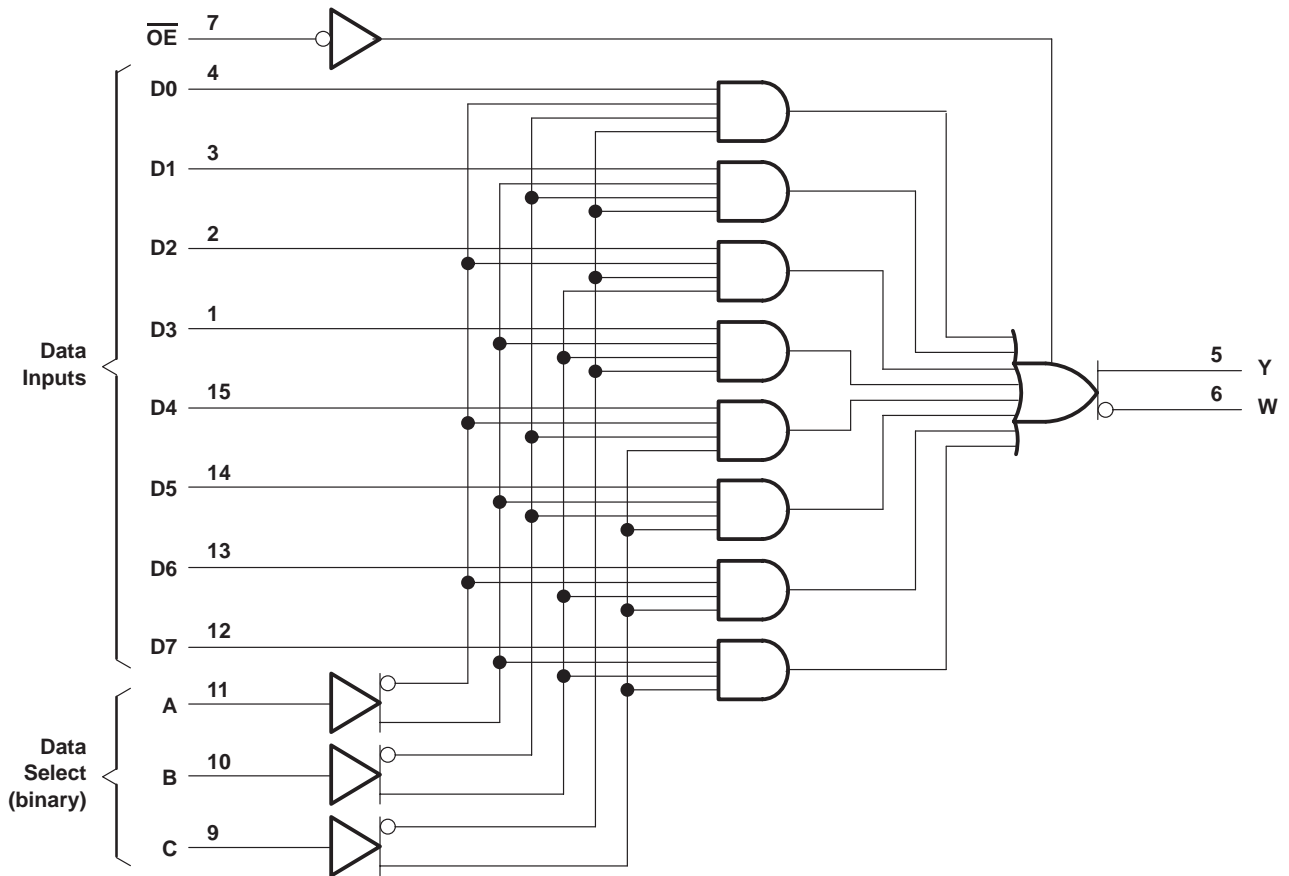 O̅E̅ 7
D0 4
D1 3
D2 2
D3 1
Data
Inputs
D4 15
D5 14
D6 13
D7 12
5 Y
6 W
A 11
Data
Select
(binary)
B 10
C 9